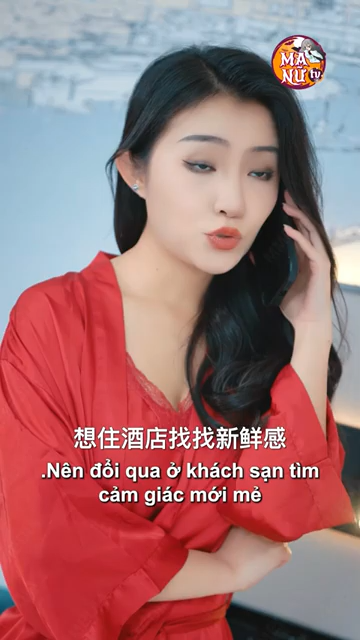 MA
NỮ tv
想住酒店找找新鲜感
.Nên đổi qua ở khách sạn tìm
cảm giác mới mẻ